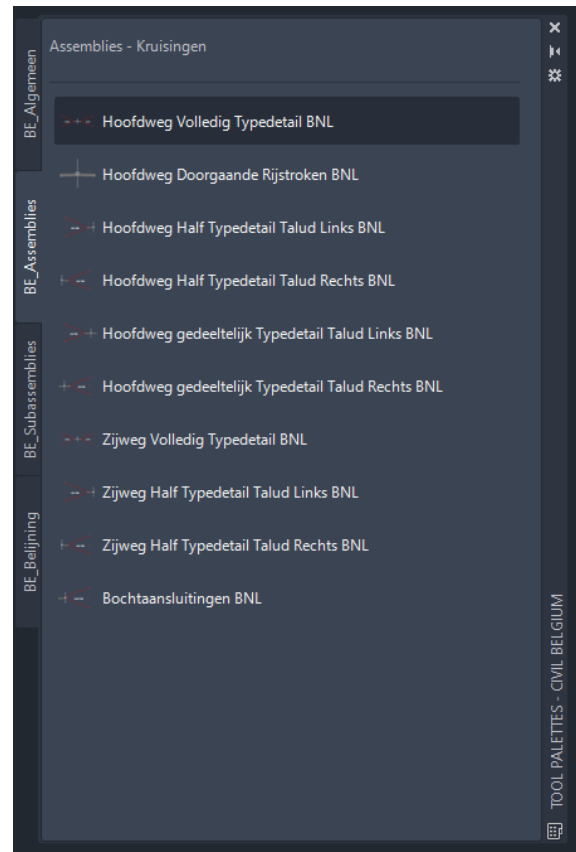 Assemblies - Kruisingen
Hoofdweg Volledig Typedetail BNL
Hoofdweg Doorgaande Rijstroken BNL
Hoofdweg Half Typedetail Talud Links BNL
Hoofdweg Half Typedetail Talud Rechts BNL
Hoofdweg gedeeltelijk Typedetail Talud Links BNL
Hoofdweg gedeeltelijk Typedetail Talud Rechts BNL
Zijweg Volledig Typedetail BNL
Zijweg Half Typedetail Talud Links BNL
Zijweg Half Typedetail Talud Rechts BNL
Bochtaansluitingen BNL
BE_Algemeen
BE_Assemblies
BE_Subassemblies
BE_Belijning
TOOL PALETTES - CIVIL BELGIUM